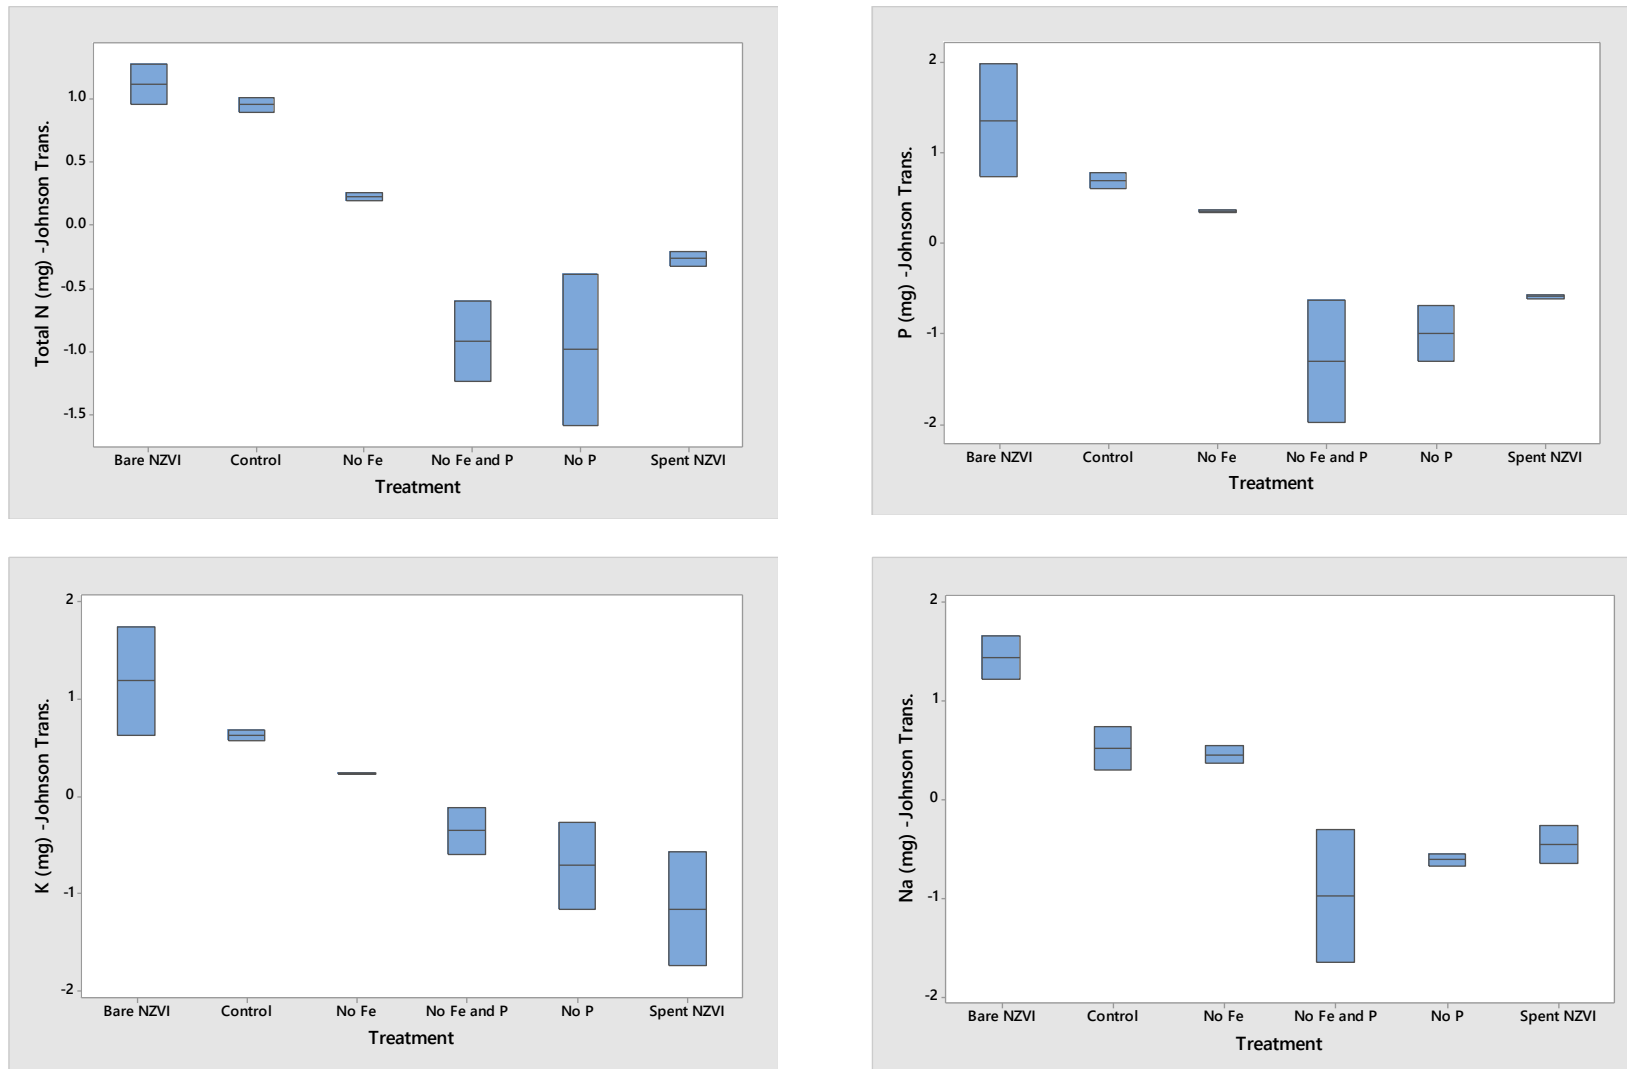 Total N (mg) -Johnson Trans.
1.0
0.5
0.0
-0.5
-1.0
-1.5
Bare NZVI Control No Fe No Fe and P No P Spent NZVI
Treatment
P (mg) -Johnson Trans.
2
1
0
-1
-2
Bare NZVI Control No Fe No Fe and P No P Spent NZVI
Treatment
K (mg) -Johnson Trans.
2
1
0
-1
-2
Bare NZVI Control No Fe No Fe and P No P Spent NZVI
Treatment
Na (mg) -Johnson Trans.
2
1
0
-1
-2
Bare NZVI Control No Fe No Fe and P No P Spent NZVI
Treatment